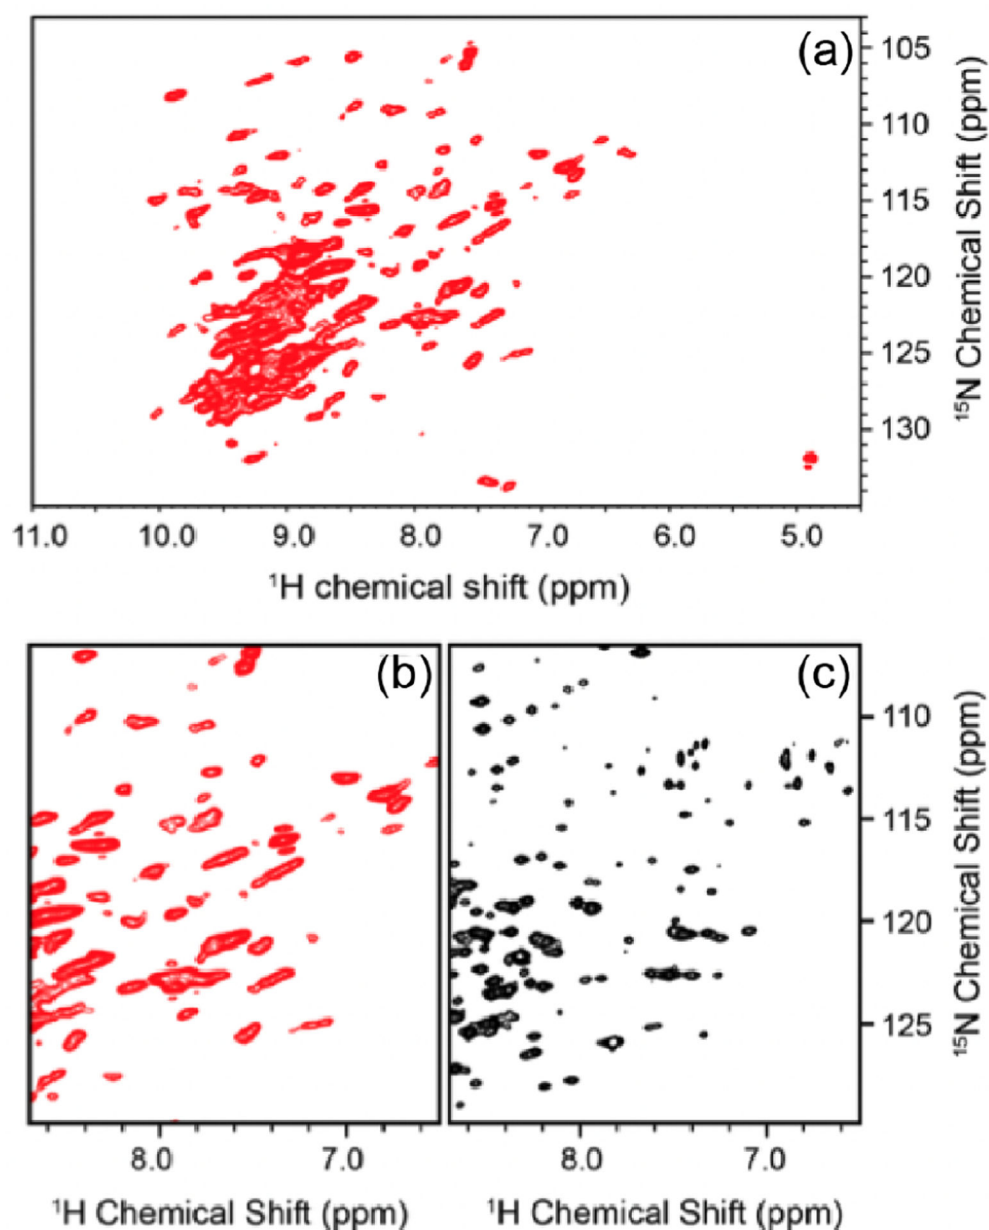 (a)
105
110
115
120
125
130
¹⁵N Chemical Shift (ppm)
11.0 10.0 9.0 8.0 7.0 6.0 5.0
¹H chemical shift (ppm)
(b)
(c)
110
115
120
125
¹⁵N Chemical Shift (ppm)
8.0 7.0 8.0 7.0
¹H Chemical Shift (ppm) ¹H Chemical Shift (ppm)